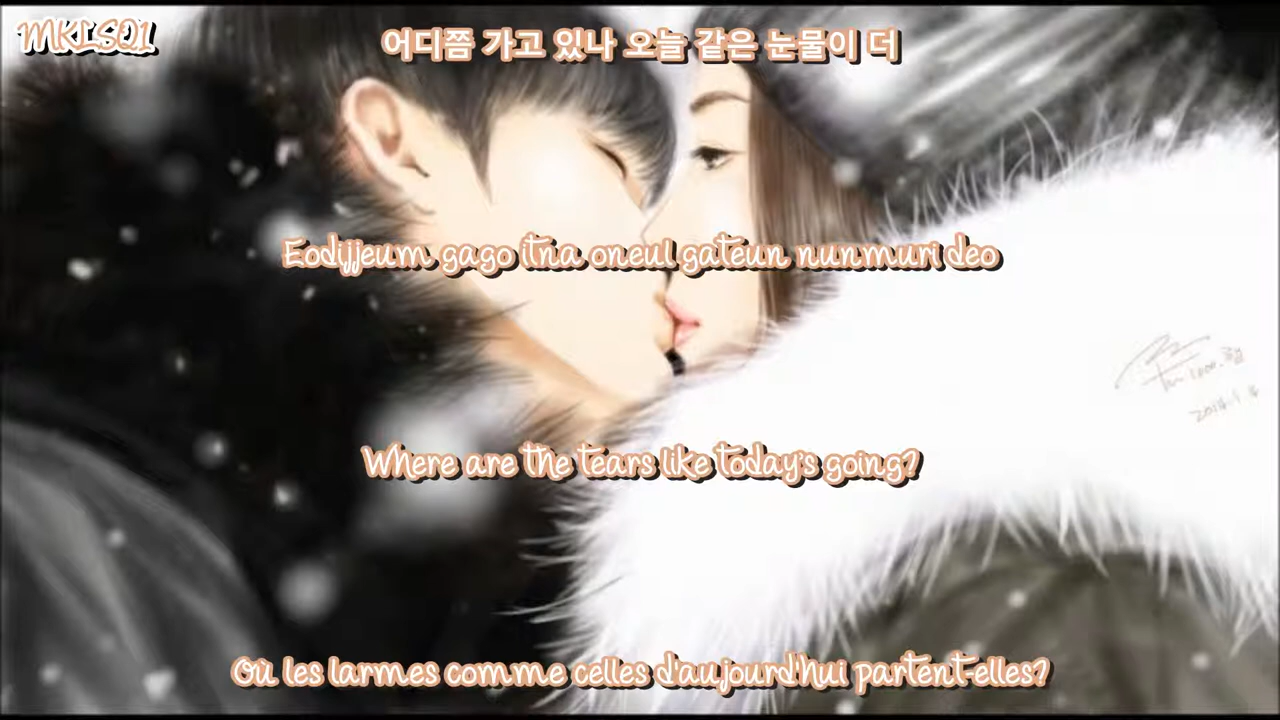 MKLSQ1
어디쯤 가고 있나 오늘 같은 눈물이 더
Eodijjeum gago itna oneul gateun nunmuri deo
Where are the tears like today's going?
Où les larmes comme celles d'aujourd'hui partent-elles?